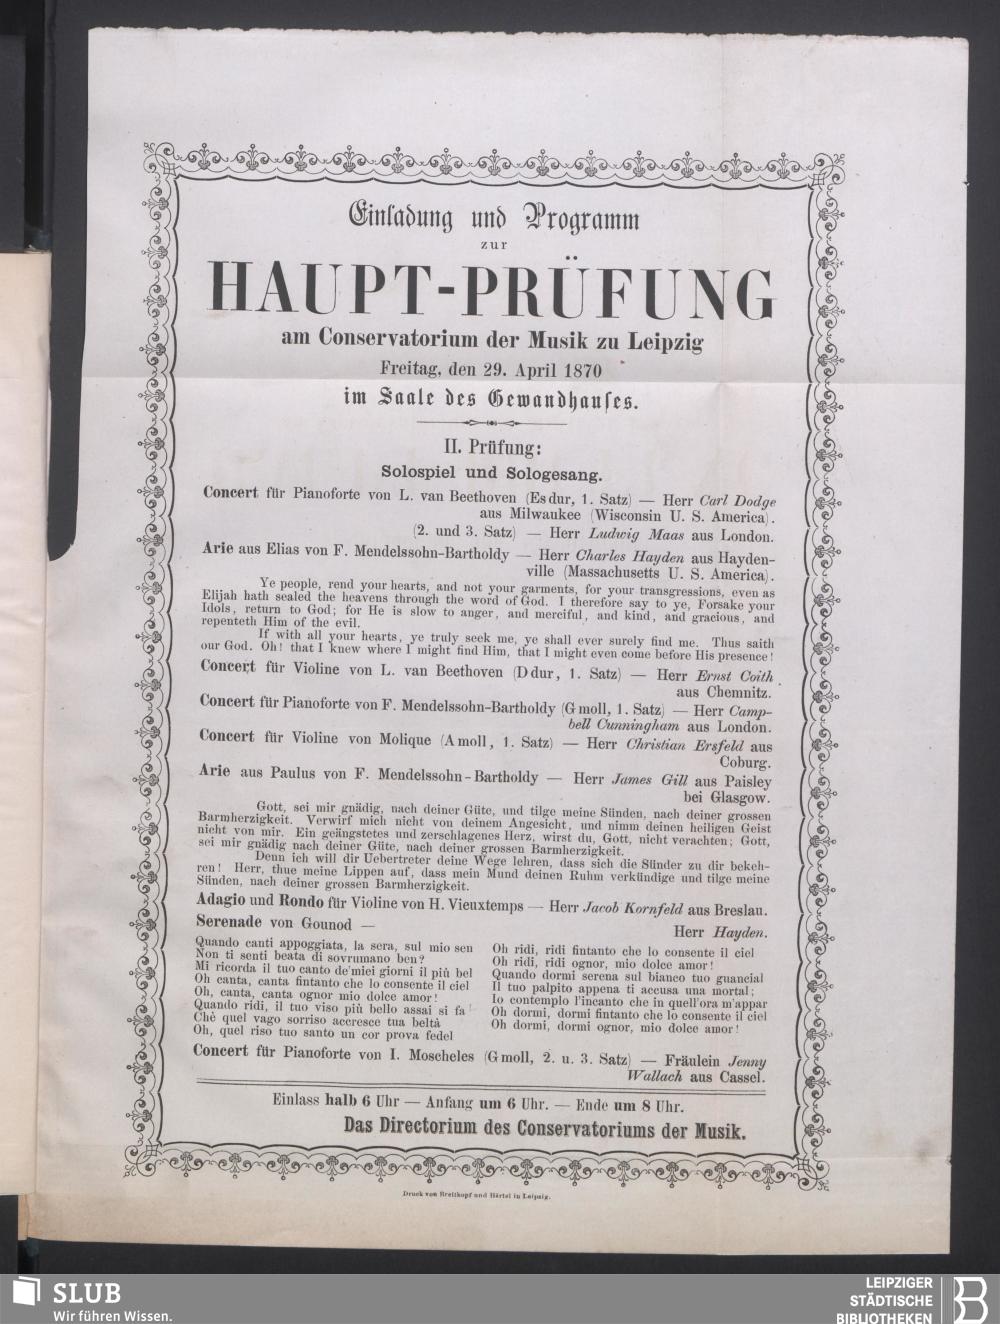 Einladung und Programm
zur
HAUPT-PRÜFUNG
am Conservatorium der Musik zu Leipzig
Freitag, den 29. April 1870
im Saale des Gewandhauses.
II. Prüfung:
Solospiel und Sologesang.
Concert für Pianoforte von L. van Beethoven (Es dur, 1. Satz) — Herr Carl Dodge
aus Milwaukee (Wisconsin U. S. America).
(2. und 3. Satz) — Herr Ludwig Maas aus London.
Arie aus Elias von F. Mendelssohn-Bartholdy — Herr Charles Hayden aus Hayden-
ville (Massachusetts U. S. America).
Ye people, rend your hearts, and not your garments, for your transgressions, even as
Elijah hath sealed the heavens through the word of God. I therefore say to ye, Forsake your
Idols, return to God; for He is slow to anger, and merciful, and kind, and gracious, and
repenteth Him of the evil.
If with all your hearts, ye truly seek me, ye shall ever surely find me. Thus saith
our God. Oh! that I knew where I might find Him, that I might even come before His presence!
Concert für Violine von L. van Beethoven (D dur, 1. Satz) — Herr Ernst Coith
aus Chemnitz.
Concert für Pianoforte von F. Mendelssohn-Bartholdy (G moll, 1. Satz) — Herr Camp-
bell Cunningham aus London.
Concert für Violine von Molique (A moll, 1. Satz) — Herr Christian Ersfeld aus
Coburg.
Arie aus Paulus von F. Mendelssohn-Bartholdy — Herr James Gill aus Paisley
bei Glasgow.
Gott, sei mir gnädig, nach deiner Güte, und tilge meine Sünden, nach deiner grossen
Barmherzigkeit. Verwirf mich nicht von deinem Angesicht, und nimm deinen heiligen Geist
nicht von mir. Ein geängstetes und zerschlagenes Herz, wirst du, Gott, nicht verachten; Gott,
sei mir gnädig nach deiner Güte, nach deiner grossen Barmherzigkeit.
Denn ich will dir Uebertreter deine Wege lehren, dass sich die Sünder zu dir bekeh-
ren! Herr, thue meine Lippen auf, dass mein Mund deinen Ruhm verkündige und tilge meine
Sünden, nach deiner grossen Barmherzigkeit.
Adagio und Rondo für Violine von H. Vieuxtemps — Herr Jacob Kornfeld aus Breslau.
Serenade von Gounod —
Herr Hayden.
Quando canti appoggiata, la sera, sul mio sen
Non ti senti beata di sovrumano ben?
Mi ricorda il tuo canto de'miei giorni il più bel
Oh canta, canta fintanto che lo consente il ciel
Oh, canta, canta ognor mio dolce amor!
Quando ridi, il tuo viso più bello assai si fa
Chè quel vago sorriso accresce tua beltà
Oh, quel riso tuo santo un cor prova fedel
Oh ridi, ridi fintanto che lo consente il ciel
Oh ridi, ridi ognor, mio dolce amor!
Quando dormi serena sul bianco tuo guancial
Il tuo palpito appena ti accusa una mortal;
Io contemplo l'incanto che in quell'ora m'appar
Oh dormi, dormi fintanto che lo consente il ciel
Oh dormi, dormi ognor, mio dolce amor!
Concert für Pianoforte von I. Moscheles (G moll, 2. u. 3. Satz) — Fräulein Jenny
Wallach aus Cassel.
Einlass halb 6 Uhr — Anfang um 6 Uhr. — Ende um 8 Uhr.
Das Directorium des Conservatoriums der Musik.
Druck von Breitkopf und Härtel in Leipzig.
SLUB
Wir führen Wissen.
LEIPZIGER
STÄDTISCHE
BIBLIOTHEKEN